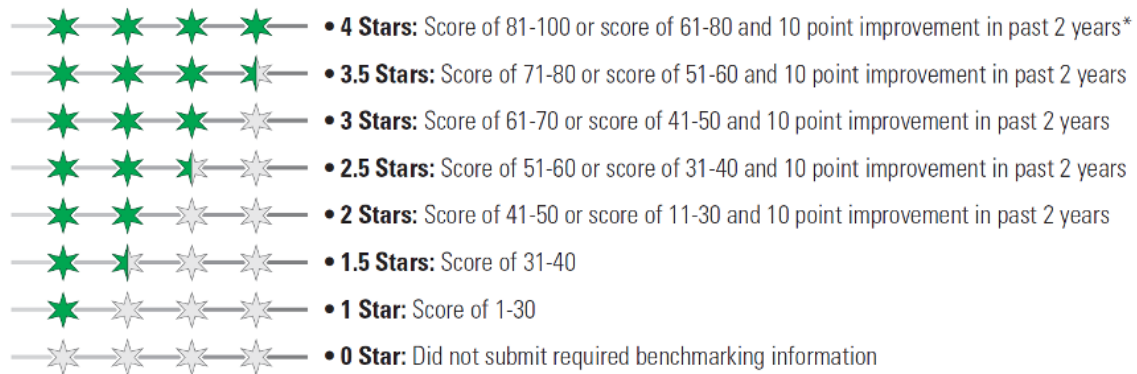 • 4 Stars: Score of 81-100 or score of 61-80 and 10 point improvement in past 2 years*
• 3.5 Stars: Score of 71-80 or score of 51-60 and 10 point improvement in past 2 years
• 3 Stars: Score of 61-70 or score of 41-50 and 10 point improvement in past 2 years
• 2.5 Stars: Score of 51-60 or score of 31-40 and 10 point improvement in past 2 years
• 2 Stars: Score of 41-50 or score of 11-30 and 10 point improvement in past 2 years
• 1.5 Stars: Score of 31-40
• 1 Star: Score of 1-30
• 0 Star: Did not submit required benchmarking information